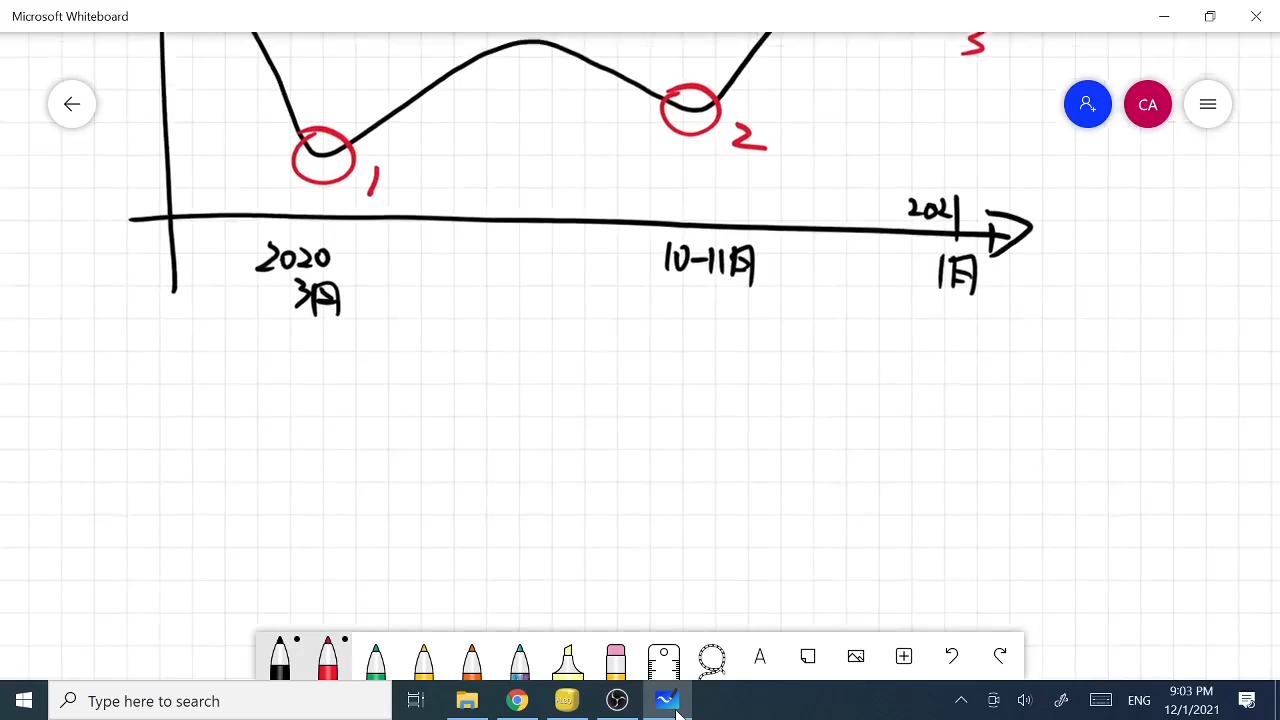 Microsoft Whiteboard
3
CA
2
1
2021
2020
3月
10-11月
1月
A
Type here to search
ENG
9:03 PM
12/1/2021